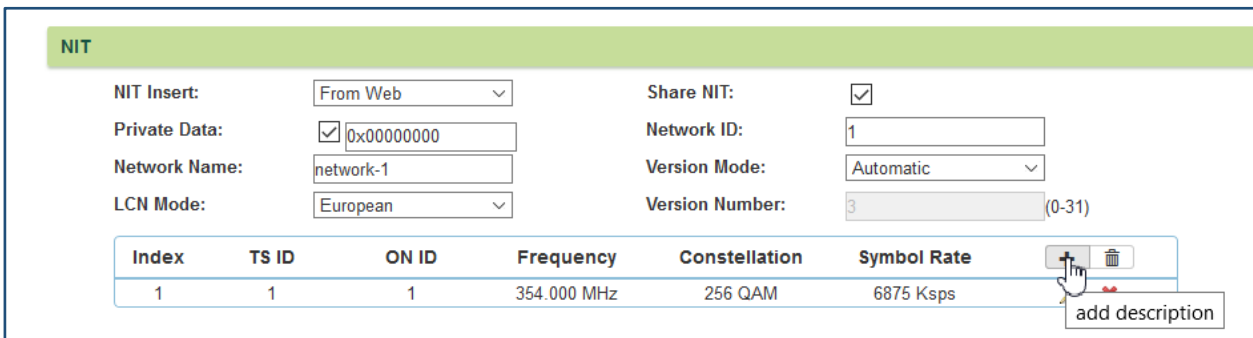 NIT
NIT Insert: From Web Share NIT:
Private Data: 0x00000000 Network ID: 1
Network Name: network-1 Version Mode: Automatic
LCN Mode: European Version Number: 3 (0-31)
Index TS ID ON ID Frequency Constellation Symbol Rate
1 1 1 354.000 MHz 256 QAM 6875 Ksps
add description